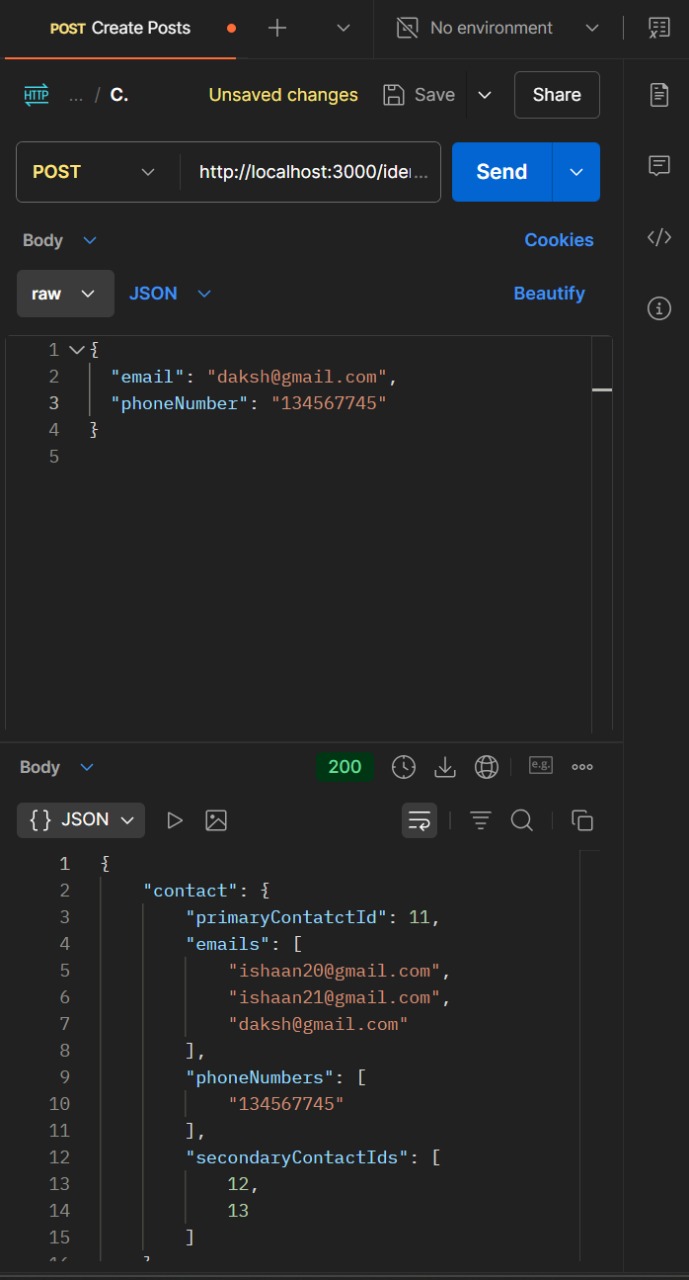 POST Create Posts
No environment
HTTP ... / C. Unsaved changes Save Share
POST http://localhost:3000/ide... Send
Body Cookies
raw JSON Beautify
1 {
2 "email": "daksh@gmail.com",
3 "phoneNumber": "134567745"
4 }
5
Body 200 e.g.
{} JSON
1 {
2 "contact": {
3 "primaryContatctId": 11,
4 "emails": [
5 "ishaan20@gmail.com",
6 "ishaan21@gmail.com",
7 "daksh@gmail.com"
8 ],
9 "phoneNumbers": [
10 "134567745"
11 ],
12 "secondaryContactIds": [
13 12,
14 13
15 ]